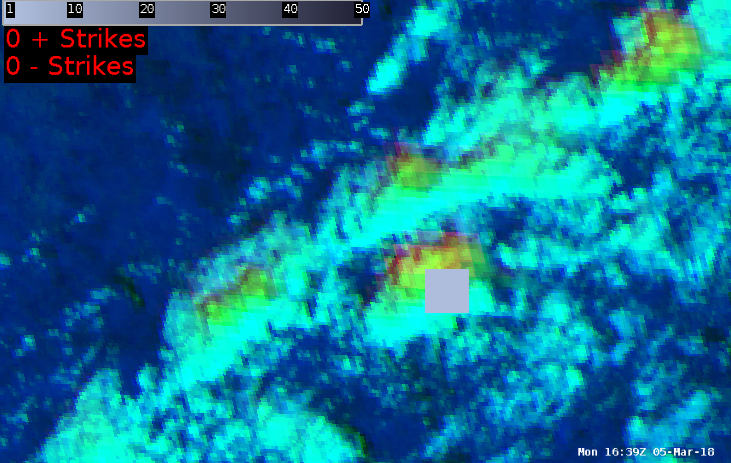 1 10 20 30 40 50
0 + Strikes
0 - Strikes
Mon 16:39Z 05-Mar-18